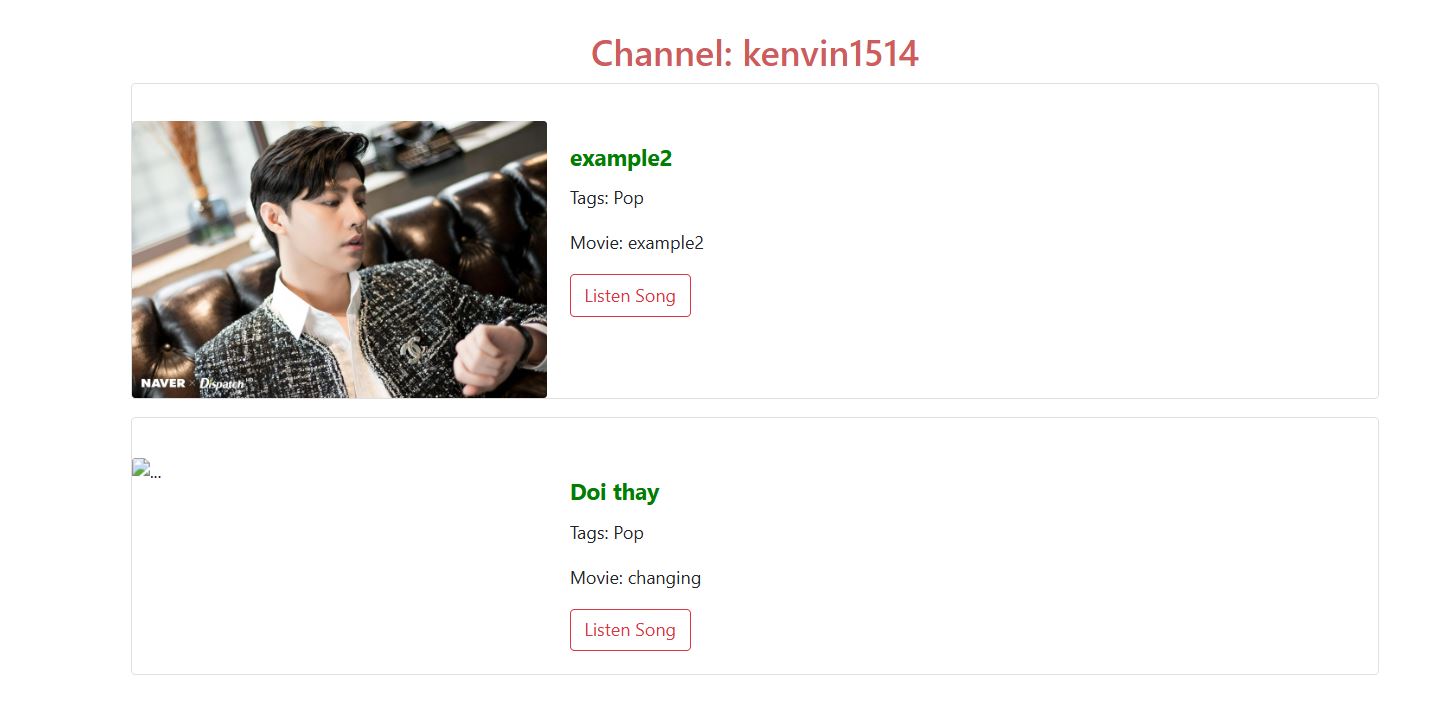 Channel: kenvin1514
example2
Tags: Pop
Movie: example2
Listen Song
NAVER × Dispatch
...
Doi thay
Tags: Pop
Movie: changing
Listen Song